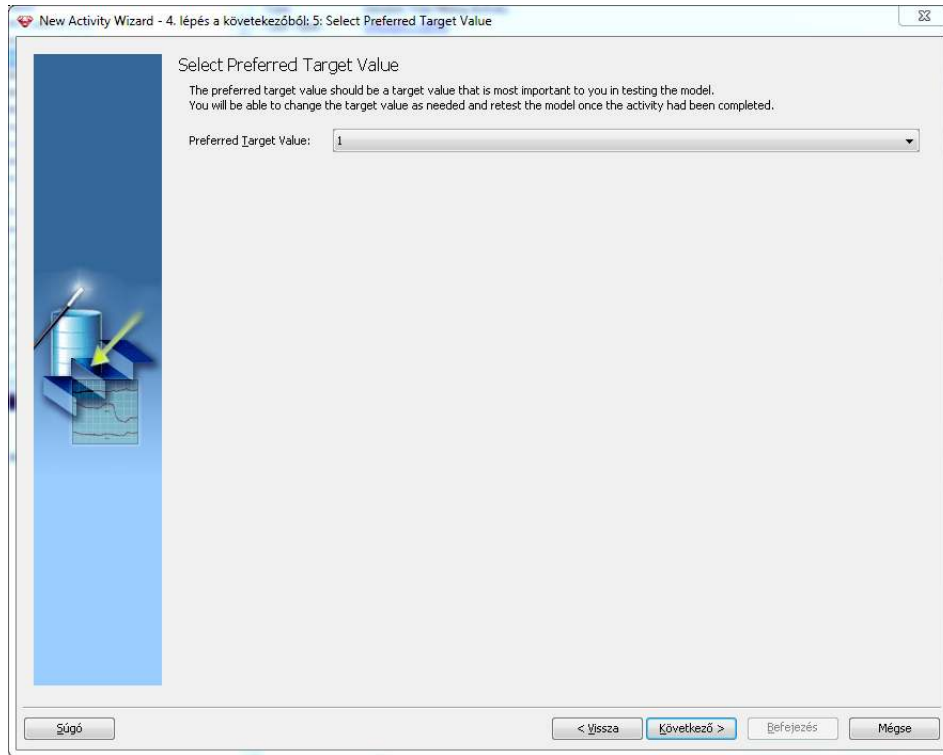 New Activity Wizard - 4. lépés a követekezőből: 5: Select Preferred Target Value
Select Preferred Target Value
The preferred target value should be a target value that is most important to you in testing the model.
You will be able to change the target value as needed and retest the model once the activity had been completed.
Preferred Target Value: 1
Súgó < Vissza Következő > Befejezés Mégse